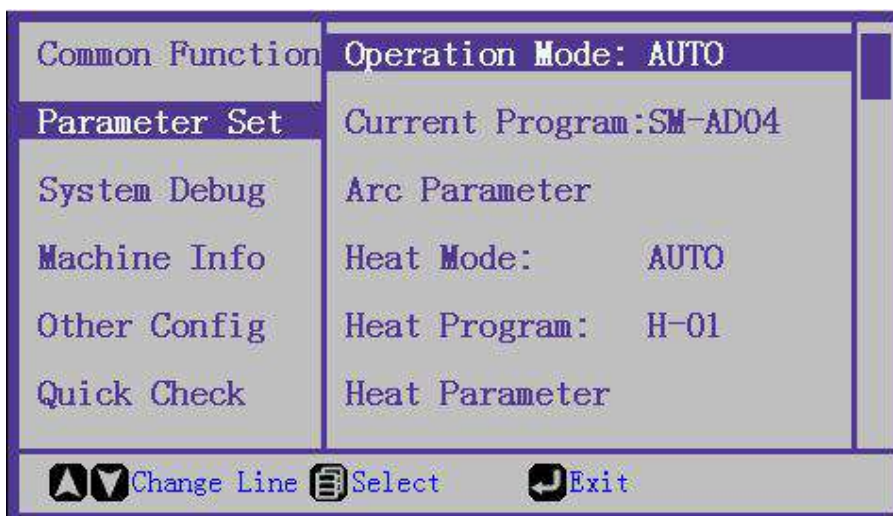 Common Function
Parameter Set
System Debug
Machine Info
Other Config
Quick Check
Operation Mode: AUTO
Current Program:SM-AD04
Arc Parameter
Heat Mode: AUTO
Heat Program: H-01
Heat Parameter
Change Line Select Exit